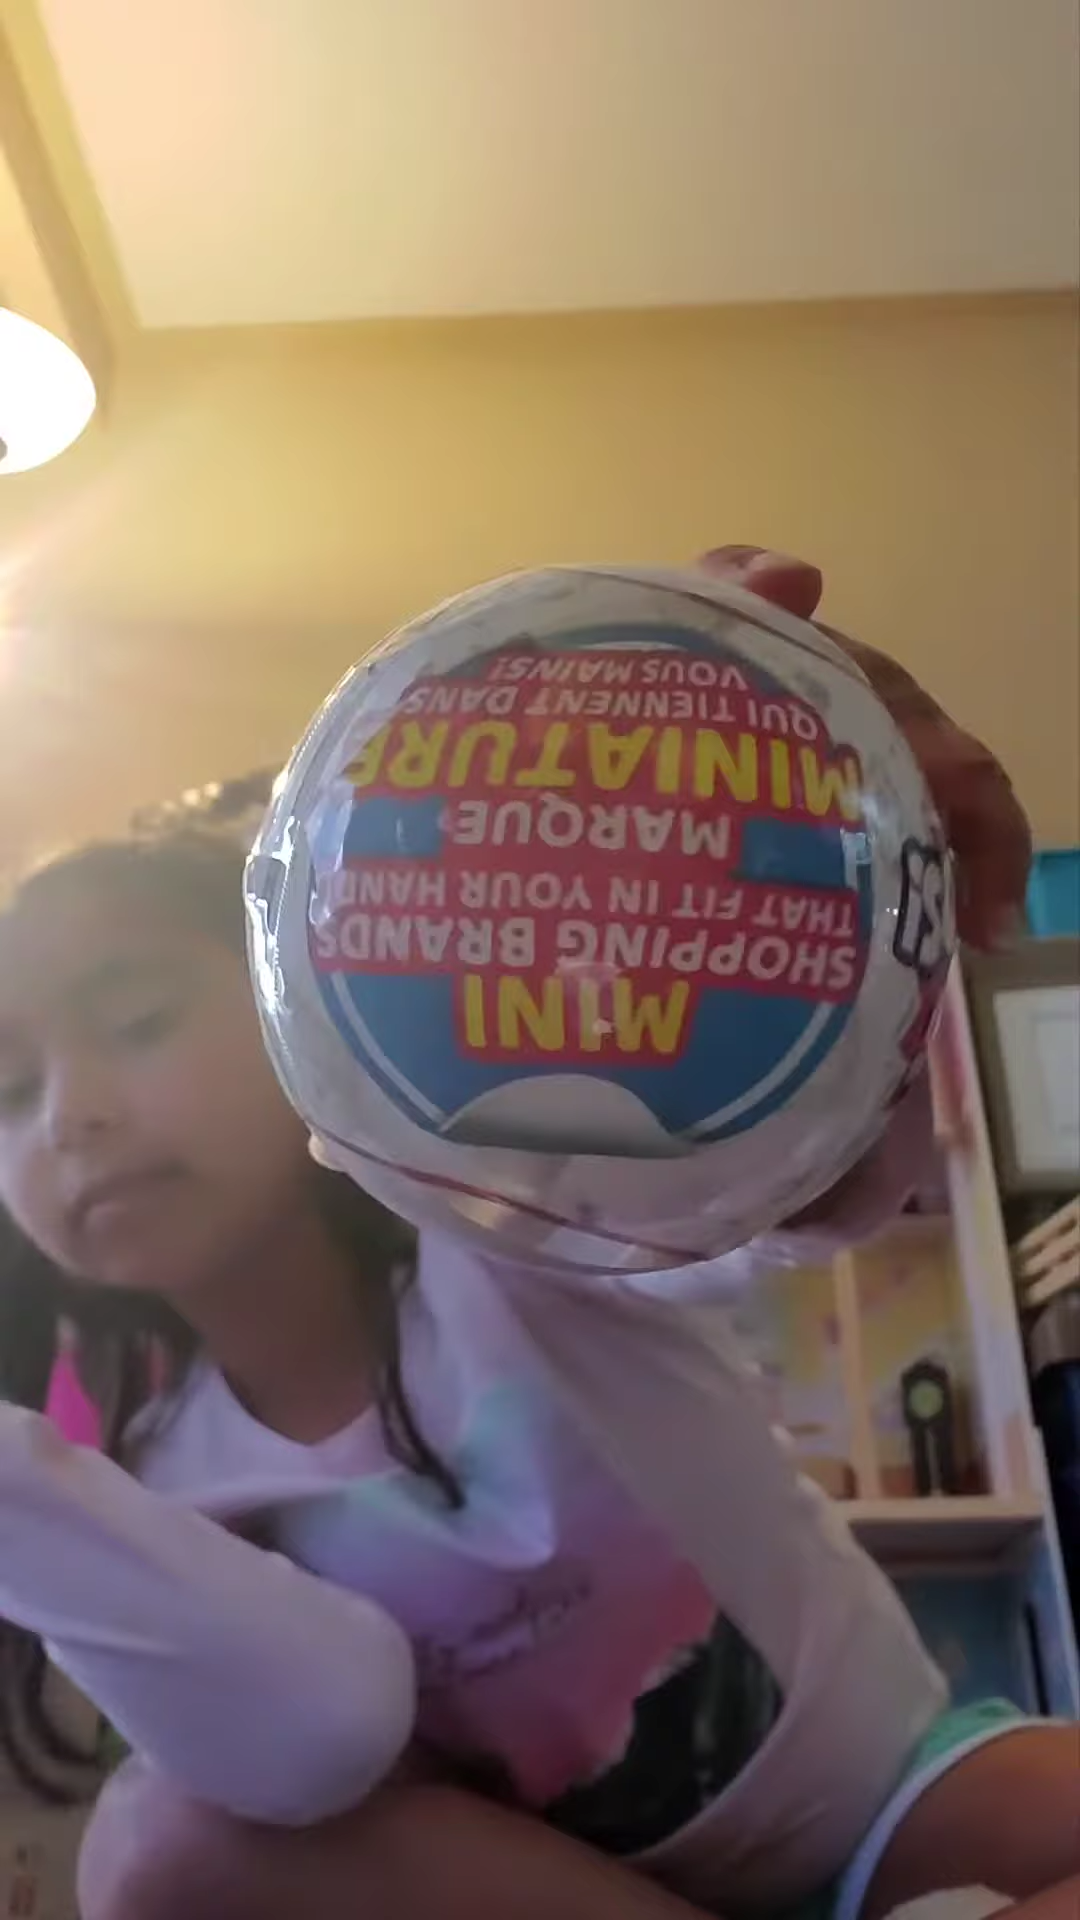 MINI
SHOPPING BRANDS
THAT FIT IN YOUR HAND
MARQUE
MINIATURE
QUI TIENNENT DANS
VOUS MAINS!